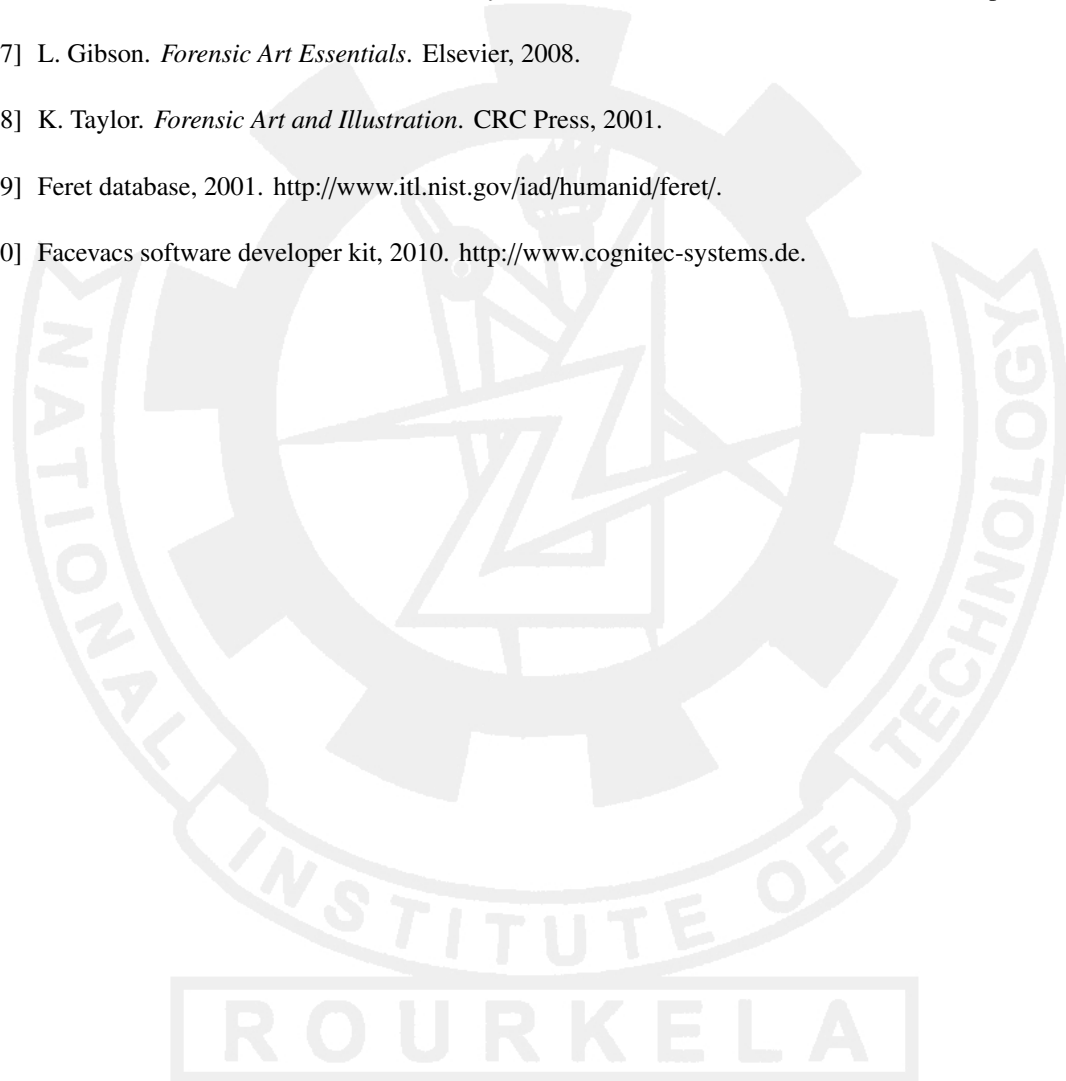 7] L. Gibson. Forensic Art Essentials. Elsevier, 2008.
8] K. Taylor. Forensic Art and Illustration. CRC Press, 2001.
9] Feret database, 2001. http://www.itl.nist.gov/iad/humanid/feret/.
0] Facevacs software developer kit, 2010. http://www.cognitec-systems.de.
NATIONAL INSTITUTE OF TECHNOLOGY
ROURKELA